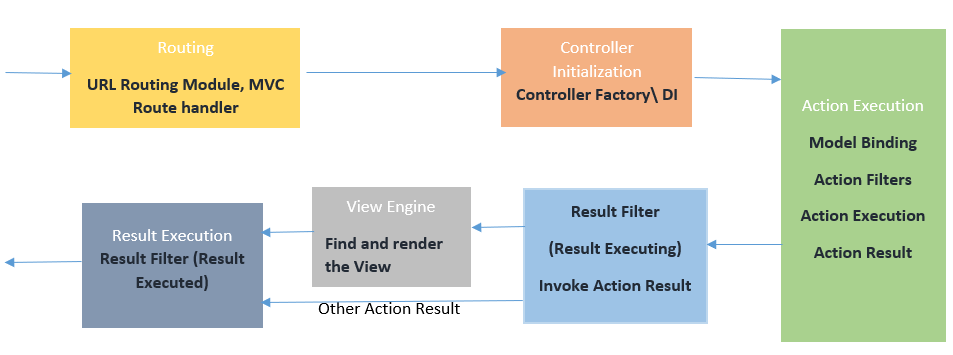 Routing
URL Routing Module, MVC
Route handler
Controller
Initialization
Controller Factory\ DI
Action Execution
Model Binding
Action Filters
Action Execution
Action Result
Result Filter
(Result Executing)
Invoke Action Result
View Engine
Find and render
the View
Other Action Result
Result Execution
Result Filter (Result
Executed)